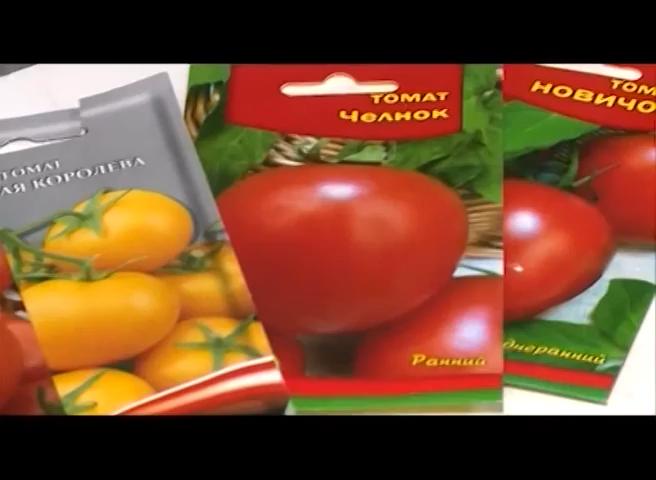 ТОМАТ
АЯ КОРОЛЕВА
ТОМАТ
Челнок
Ранний
ТОМ
НОВИЧО
днеранний